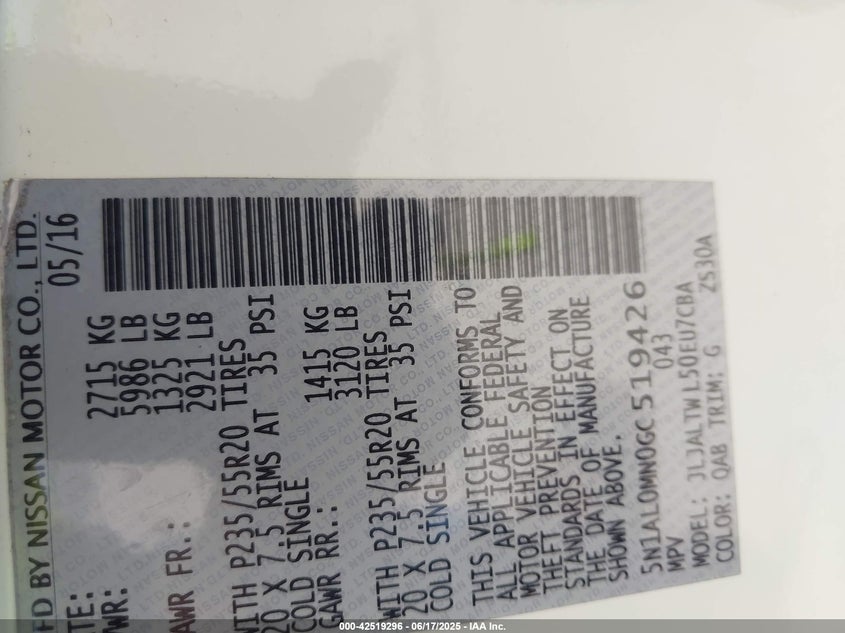 FD BY NISSAN MOTOR CO., LTD.
TE: 05/16
WR: 2715 KG
5986 LB
AWR FR.: 1325 KG
2921 LB
WITH P235/55R20 TIRES
20 X 7.5 RIMS AT 35 PSI
COLD SINGLE
GAWR RR.: 1415 KG
3120 LB
WITH P235/55R20 TIRES
20 X 7.5 RIMS AT 35 PSI
COLD SINGLE
THIS VEHICLE CONFORMS TO
ALL APPLICABLE FEDERAL
MOTOR VEHICLE SAFETY AND
THEFT PREVENTION
STANDARDS IN EFFECT ON
THE DATE OF MANUFACTURE
SHOWN ABOVE.
5N1AL0MN0GC519426
MPV 043
MODEL: JLJALTWL50EU7CBA
COLOR: QAB TRIM: G ZS30A
000-42519296 - 06/17/2025 - IAA Inc.